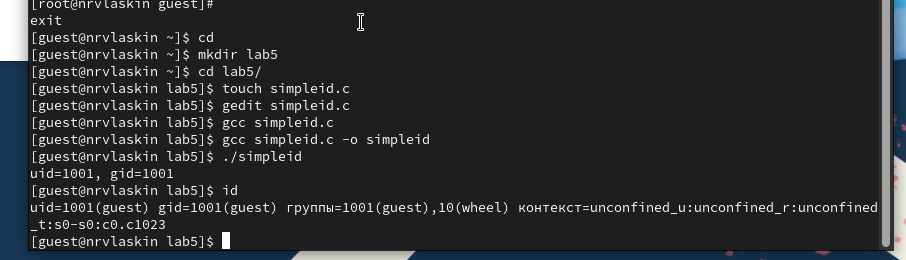 [root@nrvlaskin guest]#
exit
[guest@nrvlaskin ~]$ cd
[guest@nrvlaskin ~]$ mkdir lab5
[guest@nrvlaskin ~]$ cd lab5/
[guest@nrvlaskin lab5]$ touch simpleid.c
[guest@nrvlaskin lab5]$ gedit simpleid.c
[guest@nrvlaskin lab5]$ gcc simpleid.c
[guest@nrvlaskin lab5]$ gcc simpleid.c -o simpleid
[guest@nrvlaskin lab5]$ ./simpleid
uid=1001, gid=1001
[guest@nrvlaskin lab5]$ id
uid=1001(guest) gid=1001(guest) группы=1001(guest),10(wheel) контекст=unconfined_u:unconfined_r:unconfined
_t:s0-s0:c0.c1023
[guest@nrvlaskin lab5]$